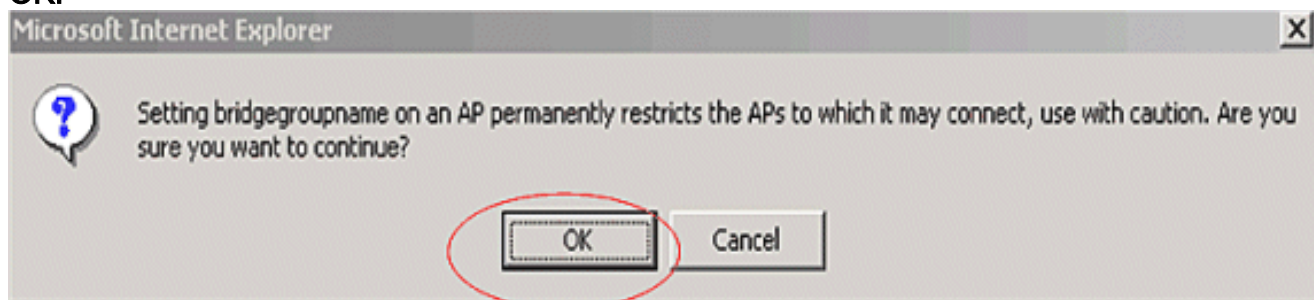 OK.
Microsoft Internet Explorer
Setting bridgegroupname on an AP permanently restricts the APs to which it may connect, use with caution. Are you
sure you want to continue?
OK Cancel